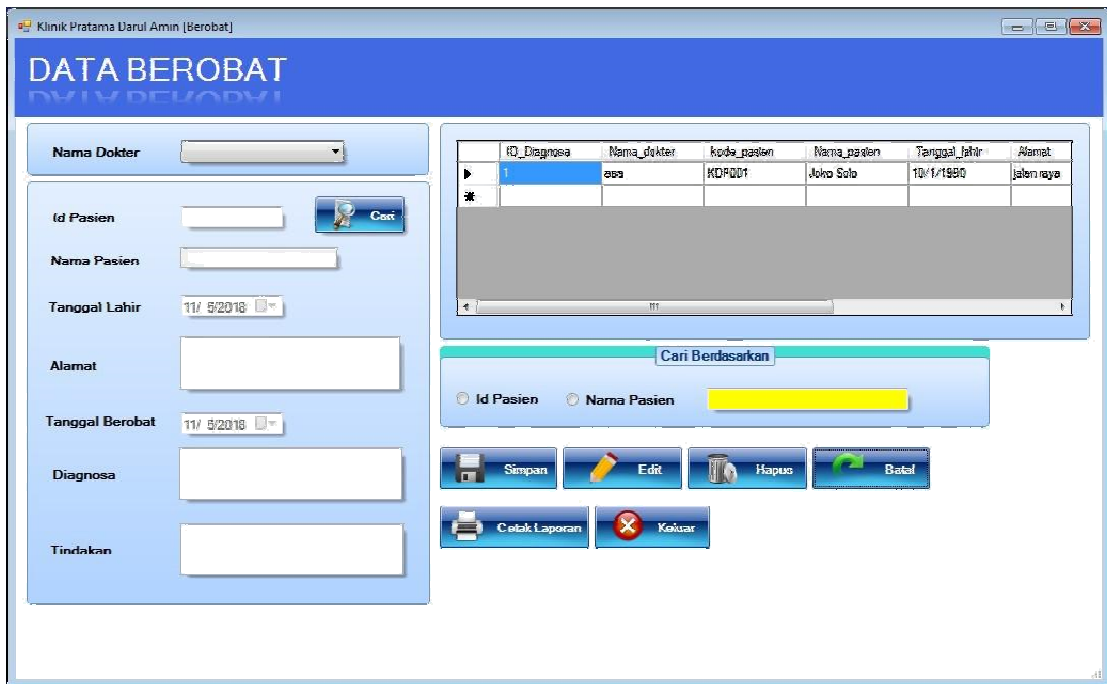 Klinik Pratama Darul Amin [Berobat]
DATA BEROBAT
Nama Dokter
Id Pasien
Cari
Nama Pasien
Tanggal Lahir
11/ 5/2018
Alamat
Tanggal Berobat
11/ 5/2018
Diagnosa
Tindakan
ID_Diagnosa Nama_dokter kode_pasien Nama_pasien Tanggal_lahir Alamat
1 KDP001 Joko Solo 10/1/1990 jalan raya
Cari Berdasarkan
Id Pasien Nama Pasien
Simpan Edit Hapus Batal
Cetak Laporan Keluar